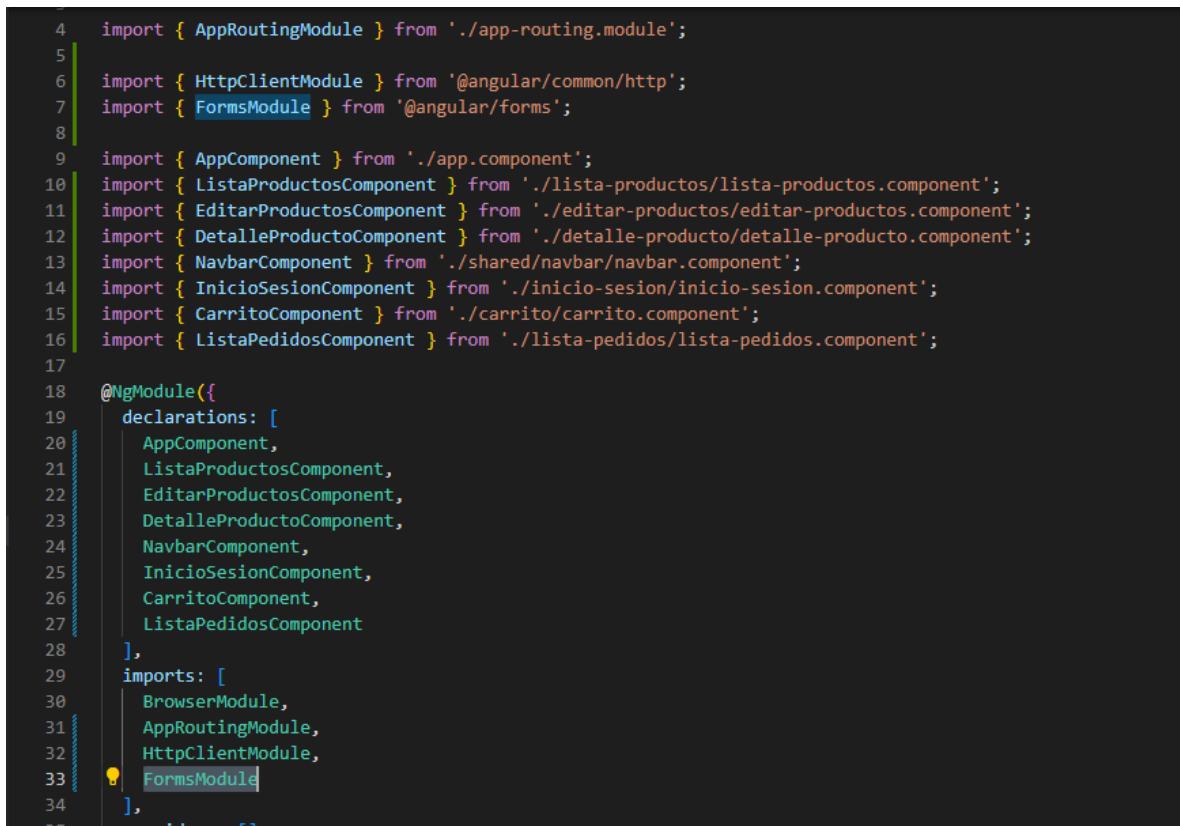 4 import { AppRoutingModule } from './app-routing.module';
5
6 import { HttpClientModule } from '@angular/common/http';
7 import { FormsModule } from '@angular/forms';
8
9 import { AppComponent } from './app.component';
10 import { ListaProductosComponent } from './lista-productos/lista-productos.component';
11 import { EditarProductosComponent } from './editar-productos/editar-productos.component';
12 import { DetalleProductoComponent } from './detalle-producto/detalle-producto.component';
13 import { NavbarComponent } from './shared/navbar/navbar.component';
14 import { InicioSesionComponent } from './inicio-sesion/inicio-sesion.component';
15 import { CarritoComponent } from './carrito/carrito.component';
16 import { ListaPedidosComponent } from './lista-pedidos/lista-pedidos.component';
17
18 @NgModule({
19 declarations: [
20 AppComponent,
21 ListaProductosComponent,
22 EditarProductosComponent,
23 DetalleProductoComponent,
24 NavbarComponent,
25 InicioSesionComponent,
26 CarritoComponent,
27 ListaPedidosComponent
28 ],
29 imports: [
30 BrowserModule,
31 AppRoutingModule,
32 HttpClientModule,
33 FormsModule
34 ],